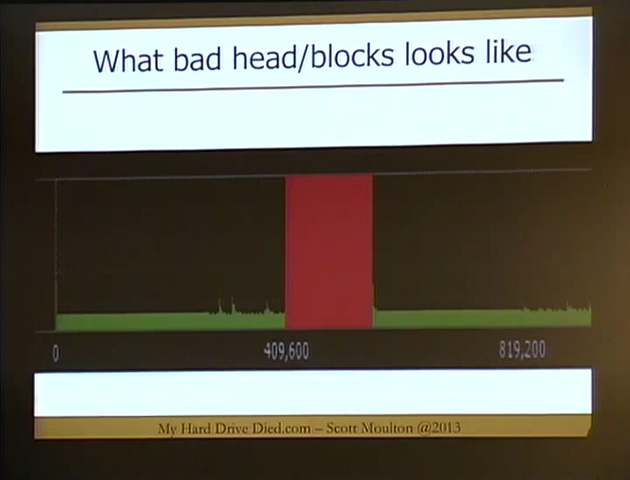 What bad head/blocks looks like
0 409,600 819,200
My Hard Drive Died.com – Scott Moulton @2013